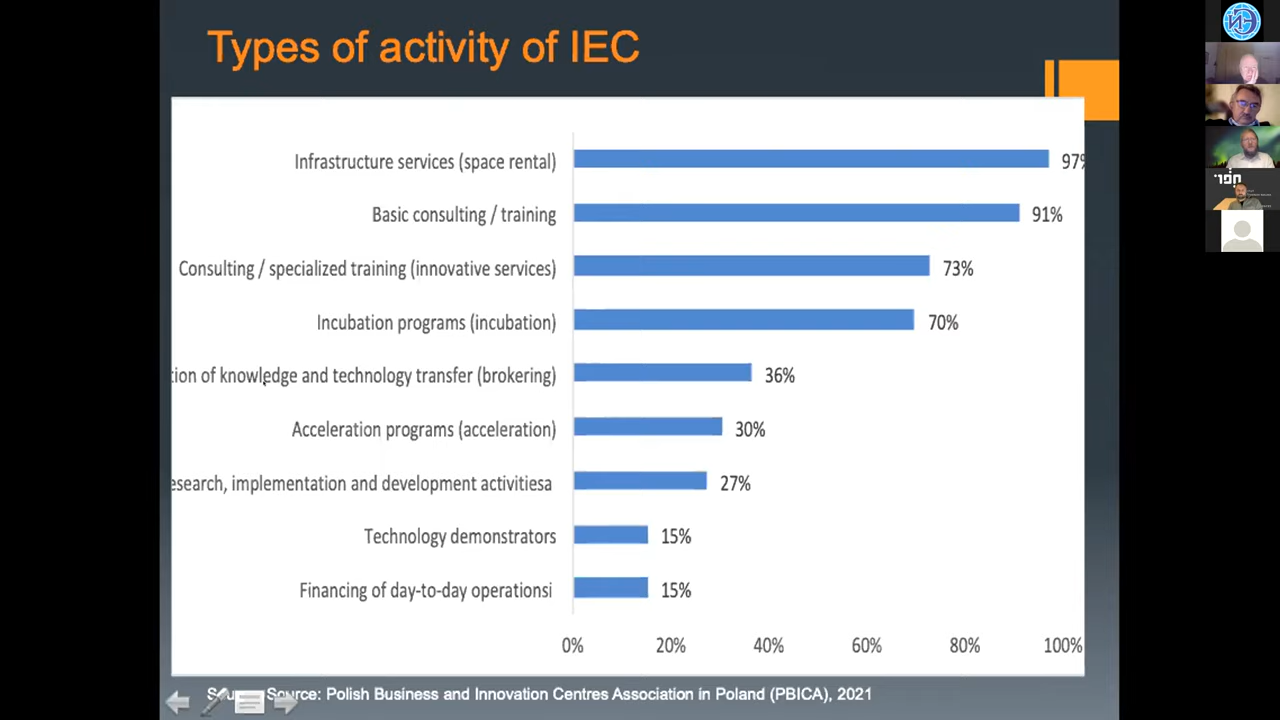 Types of activity of IEC
Infrastructure services (space rental) 97%
Basic consulting / training 91%
Consulting / specialized training (innovative services) 73%
Incubation programs (incubation) 70%
tion of knowledge and technology transfer (brokering) 36%
Acceleration programs (acceleration) 30%
esearch, implementation and development activitiesa 27%
Technology demonstrators 15%
Financing of day-to-day operationsi 15%
0% 20% 40% 60% 80% 100%
Source: Polish Business and Innovation Centres Association in Poland (PBICA), 2021